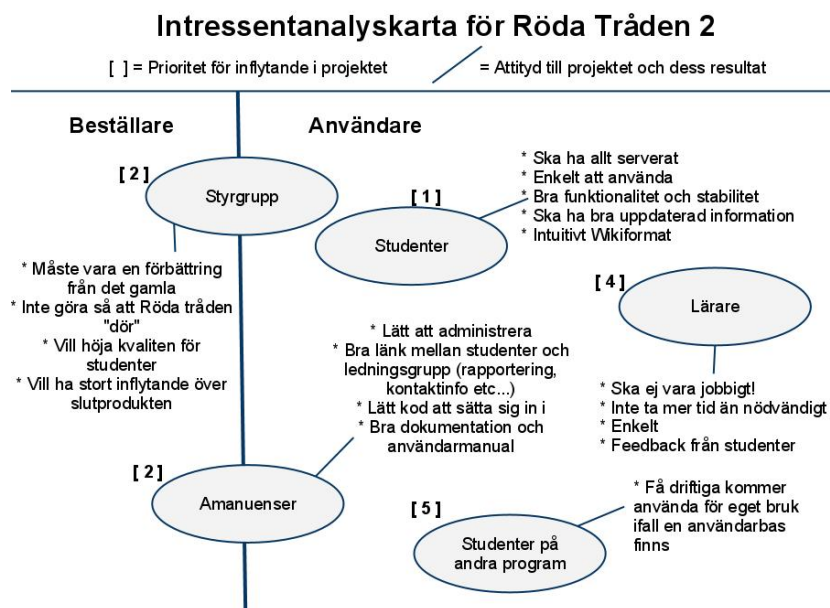 Intressentanalyskarta för Röda Tråden 2
[ ] = Prioritet för inflytande i projektet
= Attityd till projektet och dess resultat
Beställare
Användare
[ 2 ]
Styrgrupp
* Måste vara en förbättring
från det gamla
* Inte göra så att Röda tråden
"dör"
* Vill höja kvaliten för
studenter
* Vill ha stort inflytande över
slutprodukten
[ 1 ]
Studenter
* Ska ha allt serverat
* Enkelt att använda
* Bra funktionalitet och stabilitet
* Ska ha bra uppdaterad information
* Intuitivt Wikiformat
[ 4 ]
Lärare
* Ska ej vara jobbigt!
* Inte ta mer tid än nödvändigt
* Enkelt
* Feedback från studenter
* Lätt att administrera
* Bra länk mellan studenter och
ledningsgrupp (rapportering,
kontaktinfo etc...)
* Lätt kod att sätta sig in i
* Bra dokumentation och
användarmanual
[ 2 ]
Amanuenser
[ 5 ]
Studenter på
andra program
* Få driftiga kommer
använda för eget bruk
ifall en användarbas
finns